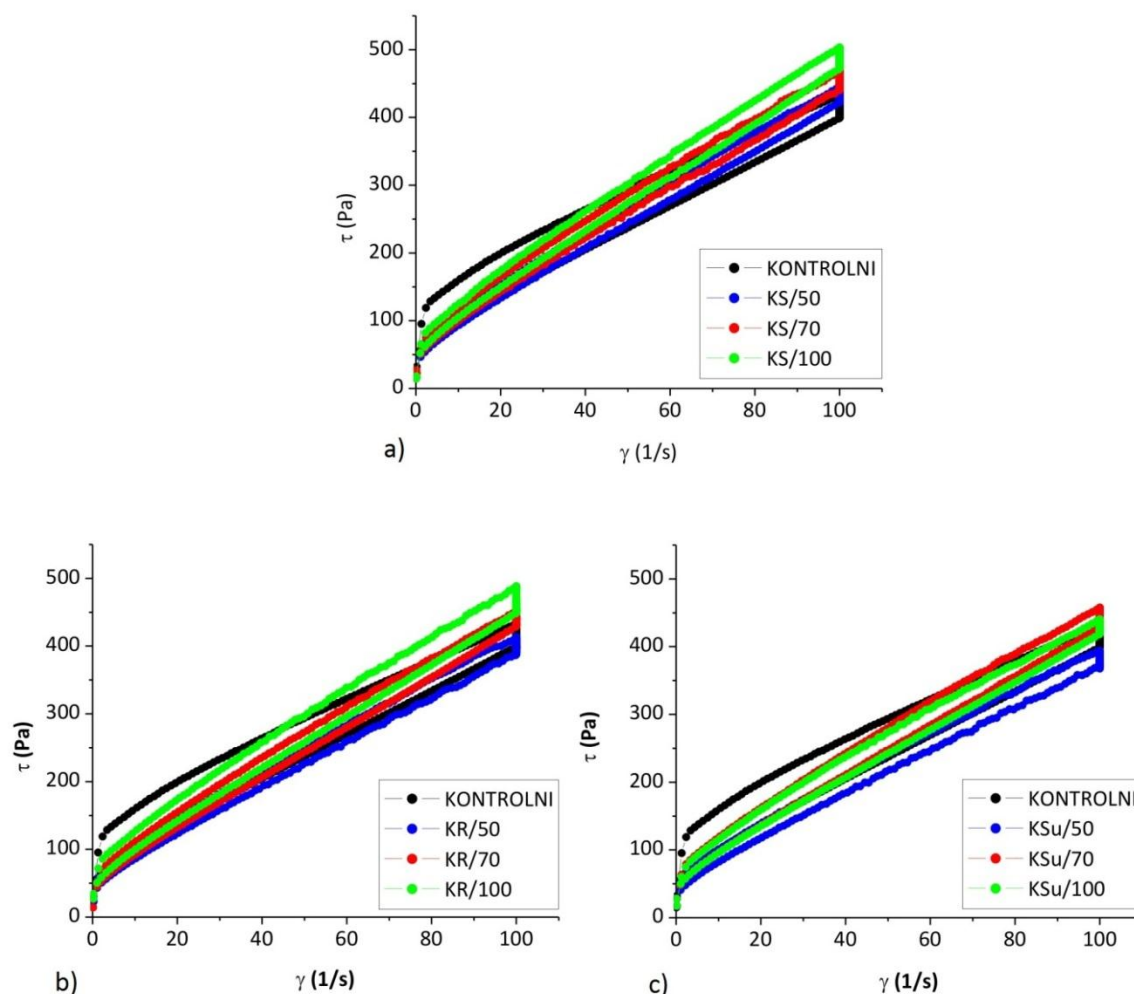 500
400
300
200
100
0
τ (Pa)
KONTROLNI
KS/50
KS/70
KS/100
0 20 40 60 80 100
a)
γ (1/s)
500
400
300
200
100
0
τ (Pa)
KONTROLNI
KR/50
KR/70
KR/100
0 20 40 60 80 100
b)
γ (1/s)
500
400
300
200
100
0
τ (Pa)
KONTROLNI
KSu/50
KSu/70
KSu/100
0 20 40 60 80 100
c)
γ (1/s)